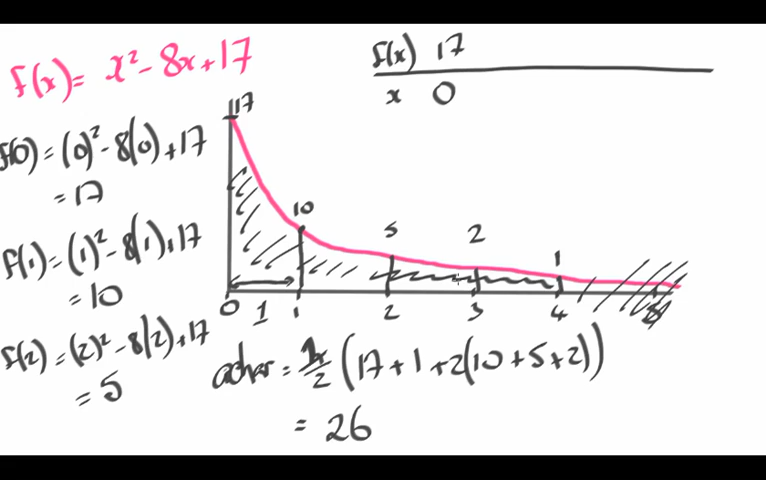 f(x) = x² - 8x + 17
f(x) 17
x 0
f(0) = (0)² - 8(0) + 17
= 17
f(1) = (1)² - 8(1) + 17
= 10
f(2) = (2)² - 8(2) + 17
= 5
17
10
5
2
1
0 1 1 2 3 4
= 1/2 (17 + 1 + 2(10 + 5 + 2))
= 26